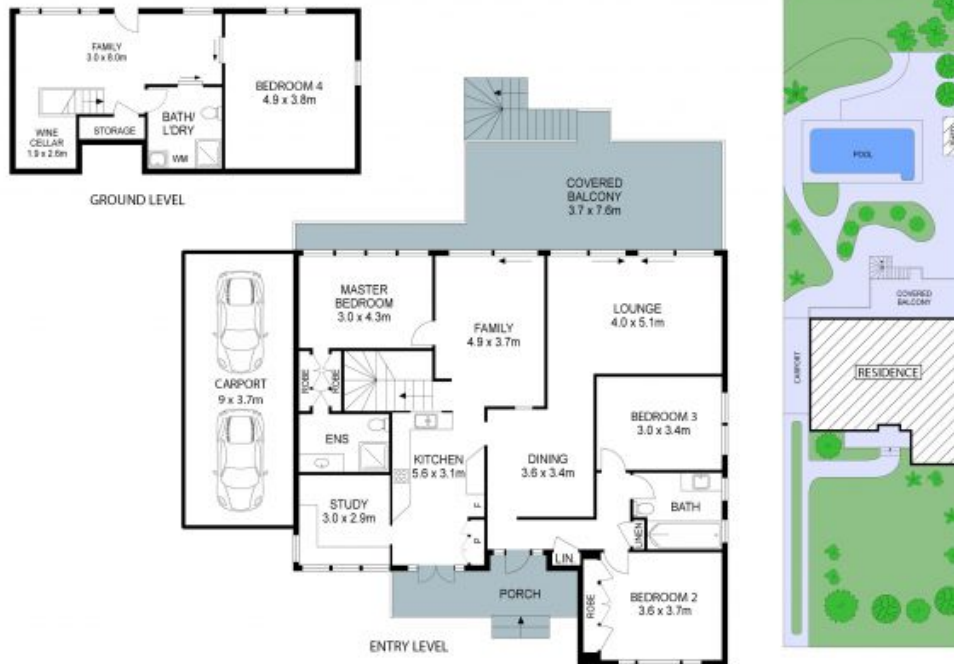 FAMILY
3.0 x 6.0m
BEDROOM 4
4.9 x 3.8m
BATH/
L'DRY
WM
STORAGE
WINE
CELLAR
1.9 x 2.6m
GROUND LEVEL
COVERED
BALCONY
3.7 x 7.6m
MASTER
BEDROOM
3.0 x 4.3m
FAMILY
4.9 x 3.7m
LOUNGE
4.0 x 5.1m
CARPORT
9 x 3.7m
ROBE
ROBE
ENS
KITCHEN
5.6 x 3.1m
DINING
3.6 x 3.4m
BEDROOM 3
3.0 x 3.4m
STUDY
3.0 x 2.9m
F
P
BATH
LINEN
LIN
PORCH
ROBE
BEDROOM 2
3.6 x 3.7m
ENTRY LEVEL
POOL
COVERED
BALCONY
CARPORT
RESIDENCE